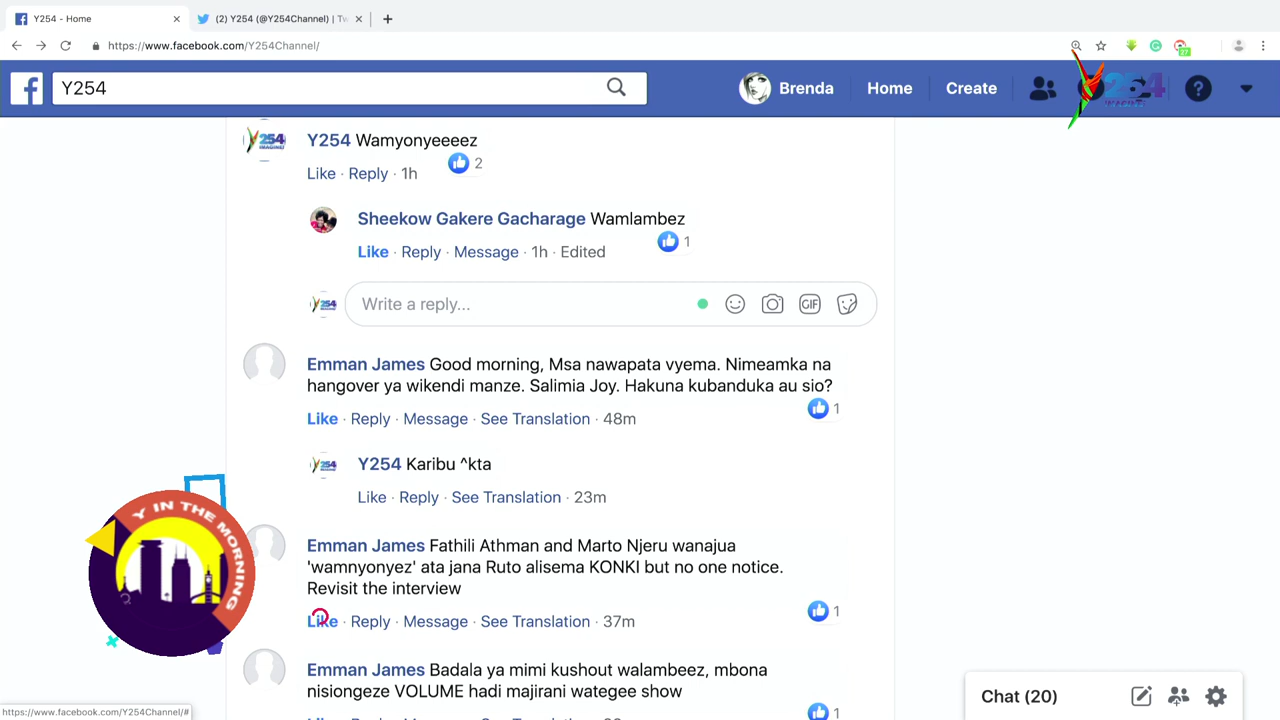 Y254 - Home
(2) Y254 (@Y254Channel) | Tw
https://www.facebook.com/Y254Channel/
27
Y254
Brenda
Home
Create
Y254
?
Y254 Wamyonyeeeez
Like · Reply · 1h
2
Sheekow Gakere Gacharage Wamlambez
Like · Reply · Message · 1h · Edited
1
Write a reply...
GIF
Emman James Good morning, Msa nawapata vyema. Nimeamka na
hangover ya wikendi manze. Salimia Joy. Hakuna kubanduka au sio?
Like · Reply · Message · See Translation · 48m
1
Y254 Karibu ^kta
Like · Reply · See Translation · 23m
Y IN THE MORNING
Emman James Fathili Athman and Marto Njeru wanajua
'wamnyonyez' ata jana Ruto alisema KONKI but no one notice.
Revisit the interview
Like · Reply · Message · See Translation · 37m
1
Emman James Badala ya mimi kushout walambeez, mbona
nisiongeze VOLUME hadi majirani wategee show
1
Chat (20)
https://www.facebook.com/Y254Channel/#